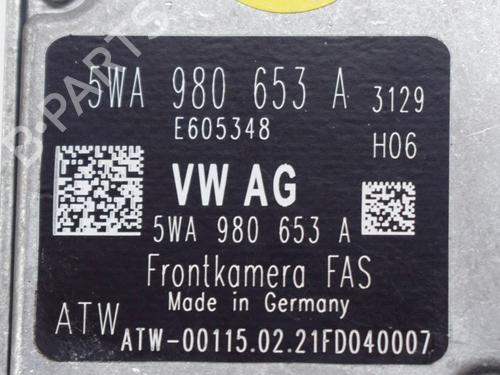 5WA 980 653 A 3129
E605348
H06
VW AG
5WA 980 653 A
Frontkamera FAS
Made in Germany
ATW
ATW-00115.02.21FD040007
B-PARTS